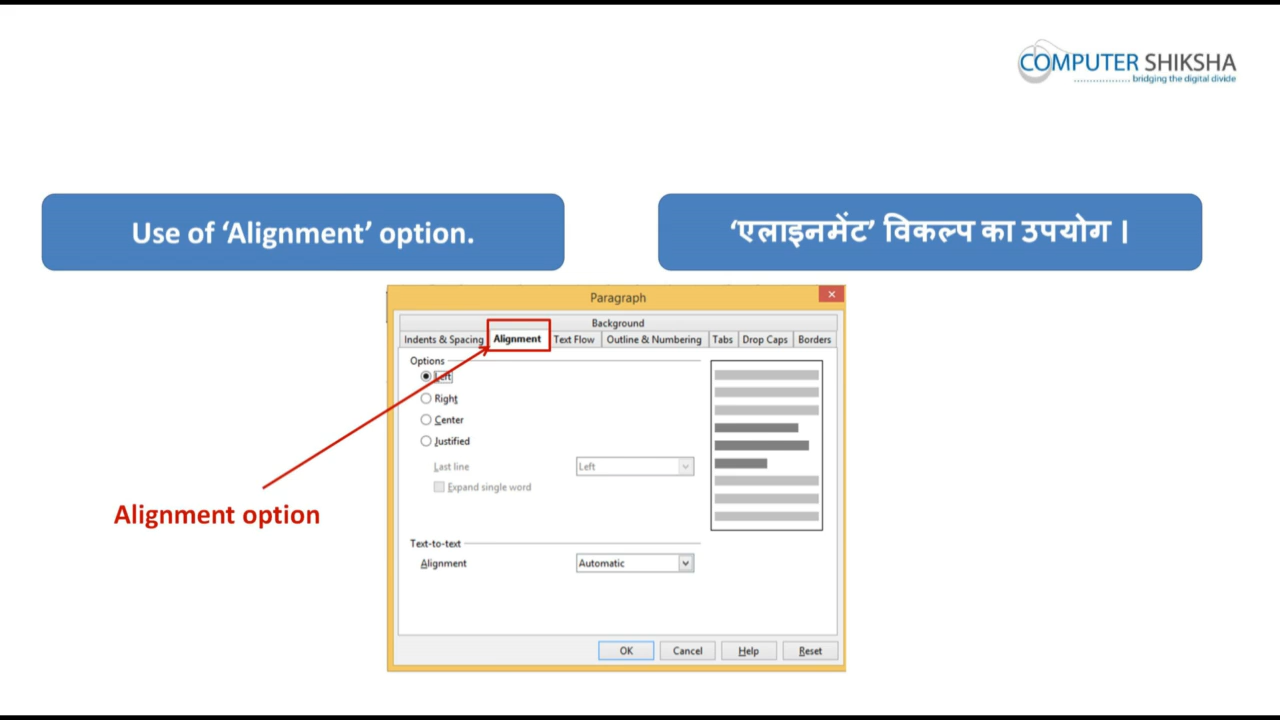 COMPUTER SHIKSHA
bridging the digital divide
Use of ‘Alignment’ option.
‘एलाइनमेंट’ विकल्प का उपयोग |
Paragraph
Background
Indents & Spacing Alignment Text Flow Outline & Numbering Tabs Drop Caps Borders
Options
Left
Right
Center
Justified
Last line Left
Expand single word
Alignment option
Text-to-text
Alignment Automatic
OK Cancel Help Reset